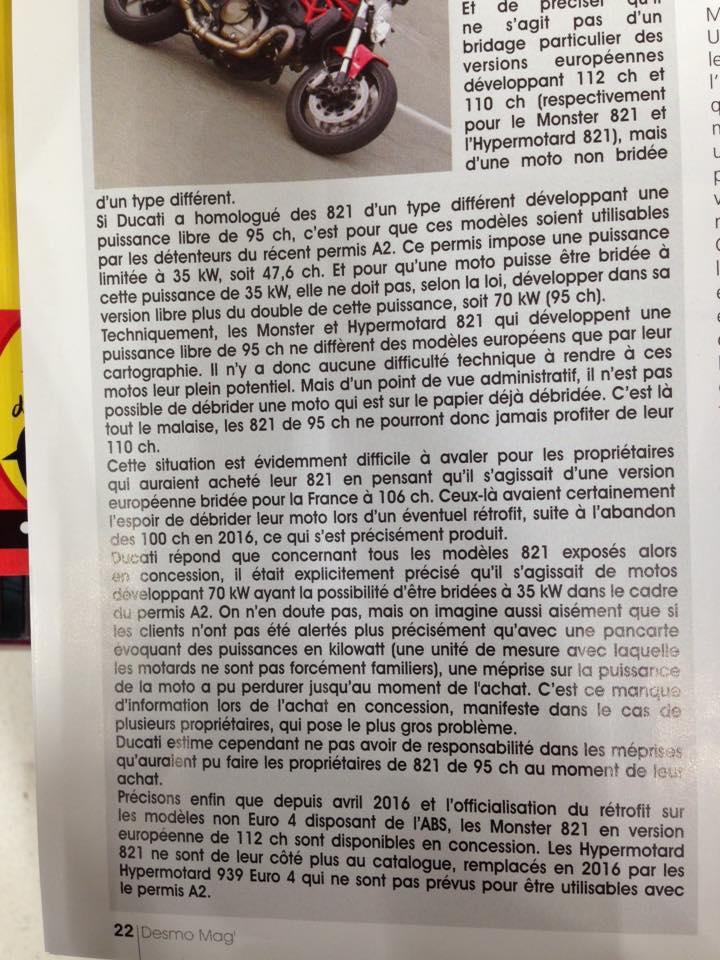 Et de préciser qu'il
ne s'agit pas d'un
bridage particulier des
versions européennes
développant 112 ch et
110 ch (respectivement
pour le Monster 821 et
l'Hypermotard 821), mais
d'une moto non bridée
d'un type différent.
Si Ducati a homologué des 821 d'un type différent développant une
puissance libre de 95 ch, c'est pour que ces modèles soient utilisables
par les détenteurs du récent permis A2. Ce permis impose une puissance
limitée à 35 kW, soit 47,6 ch. Et pour qu'une moto puisse être bridée à
cette puissance de 35 kW, elle ne doit pas, selon la loi, développer dans sa
version libre plus du double de cette puissance, soit 70 kW (95 ch).
Techniquement, les Monster et Hypermotard 821 qui développent une
puissance libre de 95 ch ne diffèrent des modèles européens que par leur
cartographie. Il n'y a donc aucune difficulté technique à rendre à ces
motos leur plein potentiel. Mais d'un point de vue administratif, il n'est pas
possible de débrider une moto qui est sur le papier déjà débridée. C'est là
tout le malaise, les 821 de 95 ch ne pourront donc jamais profiter de leur
110 ch.
Cette situation est évidemment difficile à avaler pour les propriétaires
qui auraient acheté leur 821 en pensant qu'il s'agissait d'une version
européenne bridée pour la France à 106 ch. Ceux-là avaient certainement
l'espoir de débrider leur moto lors d'un éventuel rétrofit, suite à l'abandon
des 100 ch en 2016, ce qui s'est précisément produit.
Ducati répond que concernant tous les modèles 821 exposés alors
en concession, il était explicitement précisé qu'il s'agissait de motos
développant 70 kW ayant la possibilité d'être bridées à 35 kW dans le cadre
du permis A2. On n'en doute pas, mais on imagine aussi aisément que si
les clients n'ont pas été alertés plus précisément qu'avec une pancarte
évoquant des puissances en kilowatt (une unité de mesure avec laquelle
les motards ne sont pas forcément familiers), une méprise sur la puissance
de la moto a pu perdurer jusqu'au moment de l'achat. C'est ce manque
d'information lors de l'achat en concession, manifeste dans le cas de
plusieurs propriétaires, qui pose le plus gros problème.
Ducati estime cependant ne pas avoir de responsabilité dans les méprises
qu'auraient pu faire les propriétaires de 821 de 95 ch au moment de leur
achat.
Précisons enfin que depuis avril 2016 et l'officialisation du rétrofit sur
les modèles non Euro 4 disposant de l'ABS, les Monster 821 en version
européenne de 112 ch sont disponibles en concession. Les Hypermotard
821 ne sont de leur côté plus au catalogue, remplacés en 2016 par les
Hypermotard 939 Euro 4 qui ne sont pas prévus pour être utilisables avec
le permis A2.
22 Desmo Mag'